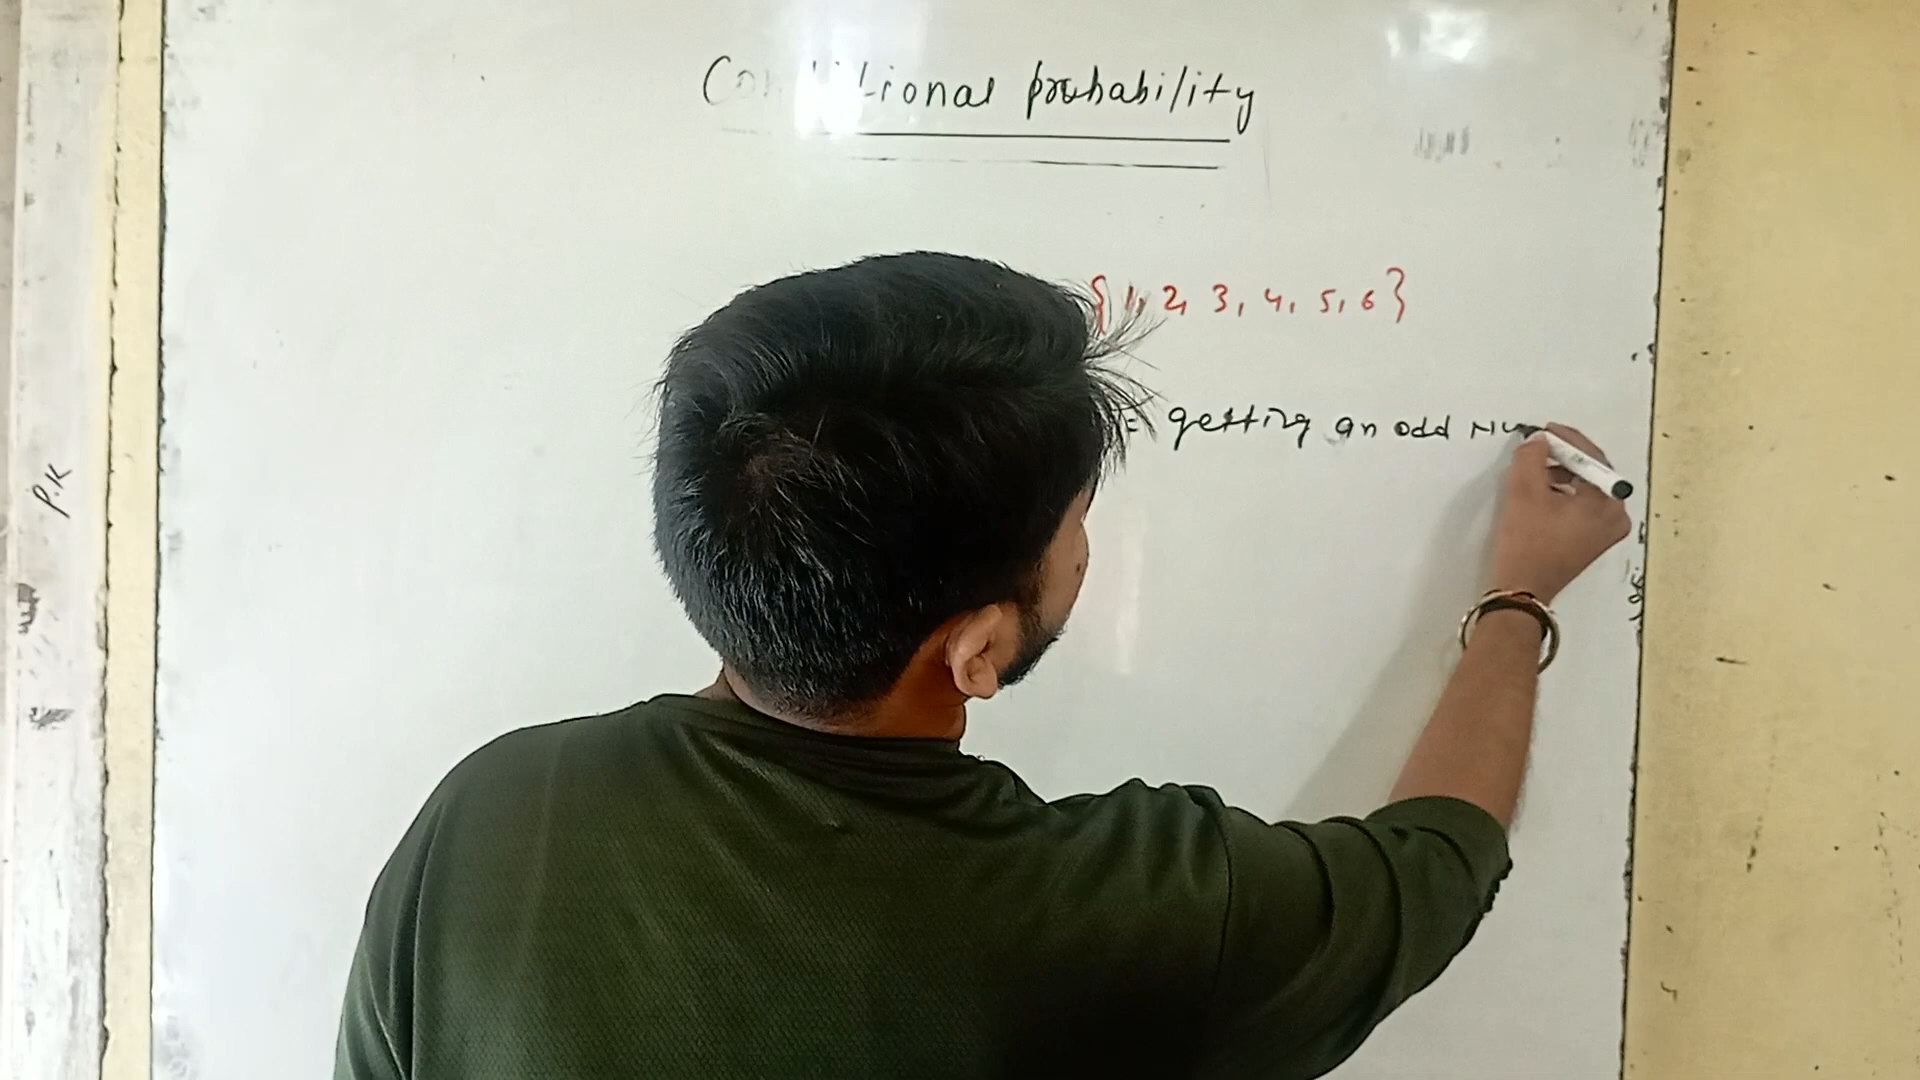 Conditional probability
{1, 2, 3, 4, 5, 6}
= getting an odd Nu
P.K